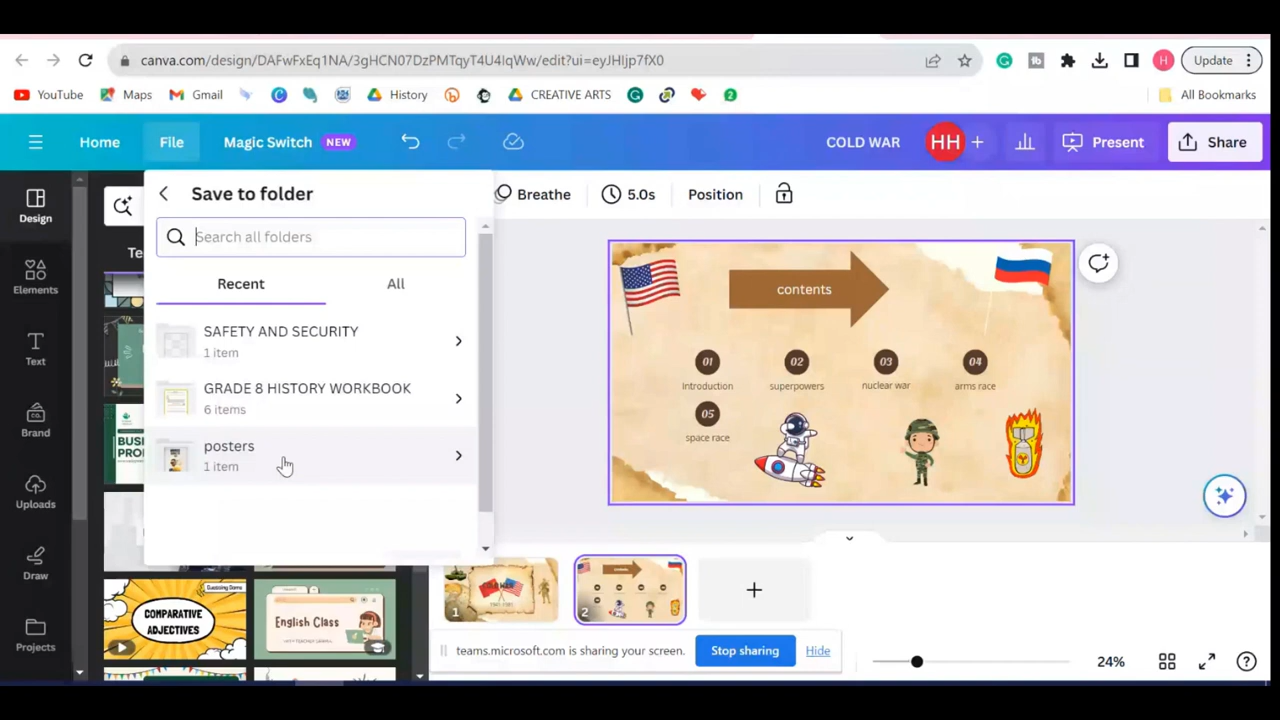 canva.com/design/DAFwFxEq1NA/3gHCN07DzPMTqyT4U4IqWw/edit?ui=eyJHIjp7fX0
H
Update
YouTube
Maps
Gmail
History
CREATIVE ARTS
2
All Bookmarks
Home
File
Magic Switch NEW
COLD WAR
HH
+
Present
Share
Save to folder
Breathe
5.0s
Position
Design
Search all folders
Recent
All
SAFETY AND SECURITY
1 item
GRADE 8 HISTORY WORKBOOK
6 items
posters
1 item
Elements
Text
Brand
Uploads
Draw
Projects
contents
01
02
03
04
introduction
superpowers
nuclear war
arms race
05
space race
1
2
+
COMPARATIVE
ADJECTIVES
English Class
teams.microsoft.com is sharing your screen.
Stop sharing
Hide
24%